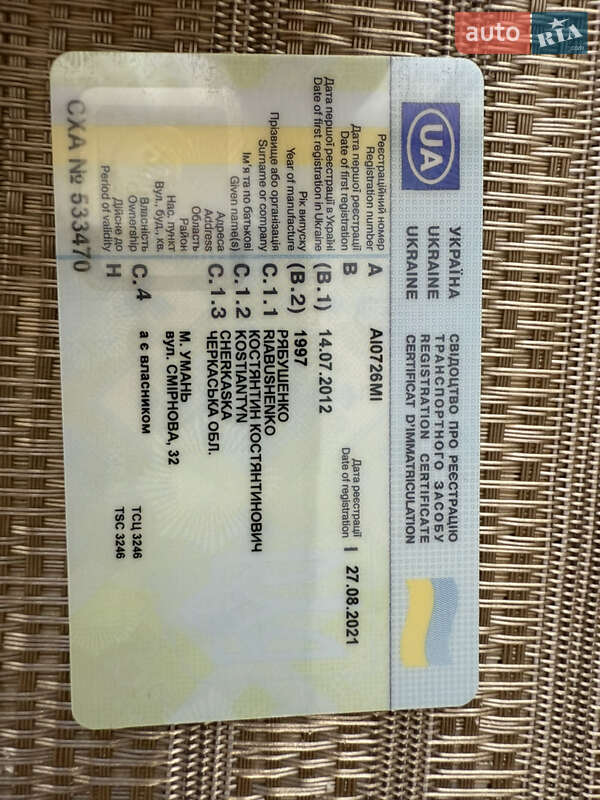 auto RIA .com
UA
УКРАЇНА
UKRAINE
UKRAINE
СВІДОЦТВО ПРО РЕЄСТРАЦІЮ
ТРАНСПОРТНОГО ЗАСОБУ
REGISTRATION CERTIFICATE
CERTIFICAT D'IMMATRICULATION
Реєстраційний номер
Registration number A АІ0726МІ
Дата першої реєстрації
Date of first registration B
Дата реєстрації
Date of registration I 27.08.2021
Дата першої реєстрації в Україні
Date of first registration in Ukraine (B.1) 14.07.2012
Рік випуску
Year of manufacture (B.2) 1997
Прізвище або організація C.1.1 РЯБУШЕНКО
Surname or company RIABUSHENKO
Ім'я та по батькові C.1.2 КОСТЯНТИН КОСТЯНТИНОВИЧ
Given name(s) KOSTIANTYN
Адреса C.1.3 CHERKASKA
Address ЧЕРКАСЬКА ОБЛ.
Область
Район
Нас. пункт М. УМАНЬ
Вул., буд., кв. вул. СМІРНОВА, 32
Власність
Ownership C. 4 а є власником
Дійсне до ТСЦ 3246
Period of validity H TSC 3246
СХА № 533470